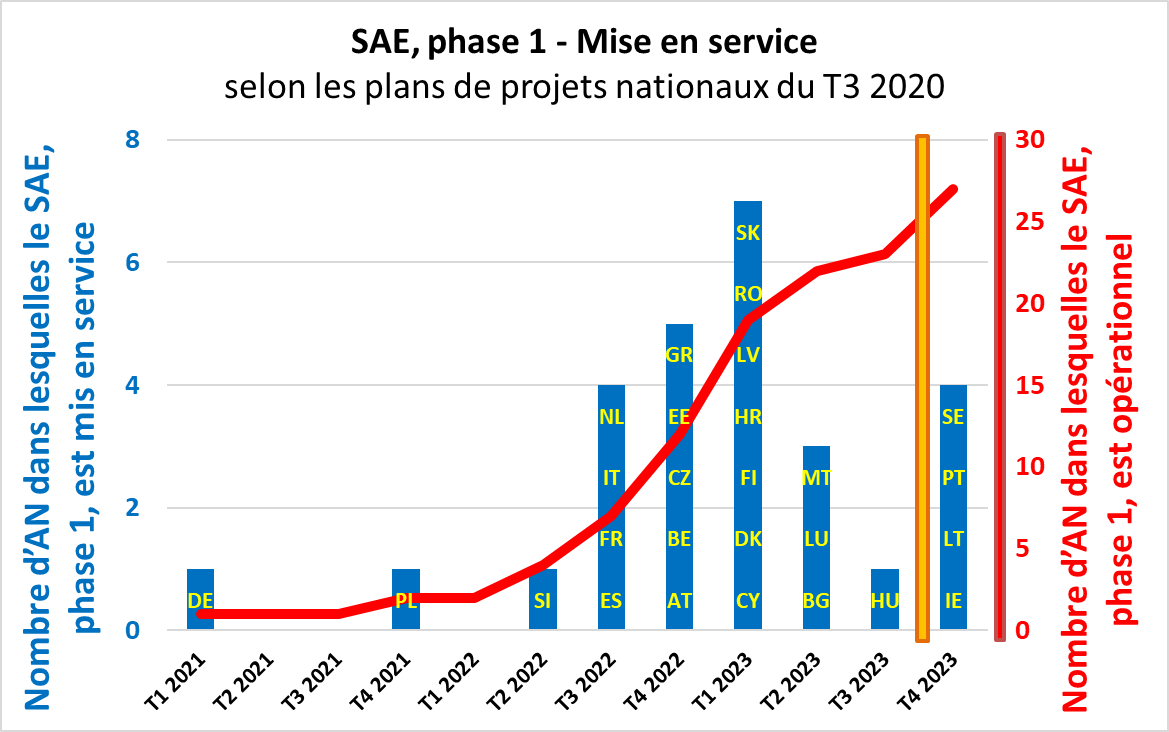 SAE, phase 1 - Mise en service
selon les plans de projets nationaux du T3 2020
Nombre d’AN dans lesquelles le SAE,
phase 1, est mis en service
8
6
4
2
0
DE
PL
SI
NL
IT
FR
ES
GR
EE
CZ
BE
AT
SK
RO
LV
HR
FI
DK
CY
MT
LU
BG
HU
SE
PT
LT
IE
30
25
20
15
10
5
0
Nombre d’AN dans lesquelles le SAE,
phase 1, est opérationnel
T1 2021
T2 2021
T3 2021
T4 2021
T1 2022
T2 2022
T3 2022
T4 2022
T1 2023
T2 2023
T3 2023
T4 2023